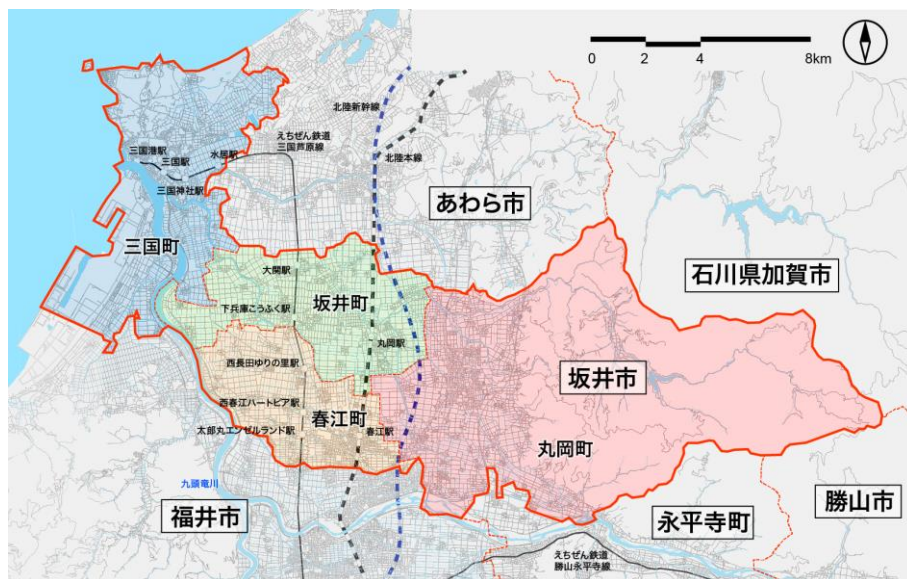 0 2 4 8km
北陸新幹線
えちぜん鉄道
三国芦原線
北陸本線
三国港駅
三国駅
水居駅
三国神社駅
あわら市
三国町
石川県加賀市
大関駅
坂井町
下兵庫こうふく駅
丸岡駅
西長田ゆりの里駅
坂井市
西春江ハートピア駅
春江町
春江駅
太郎丸エンゼルランド駅
丸岡町
九頭竜川
福井市
永平寺町
勝山市
えちぜん鉄道
勝山永平寺線